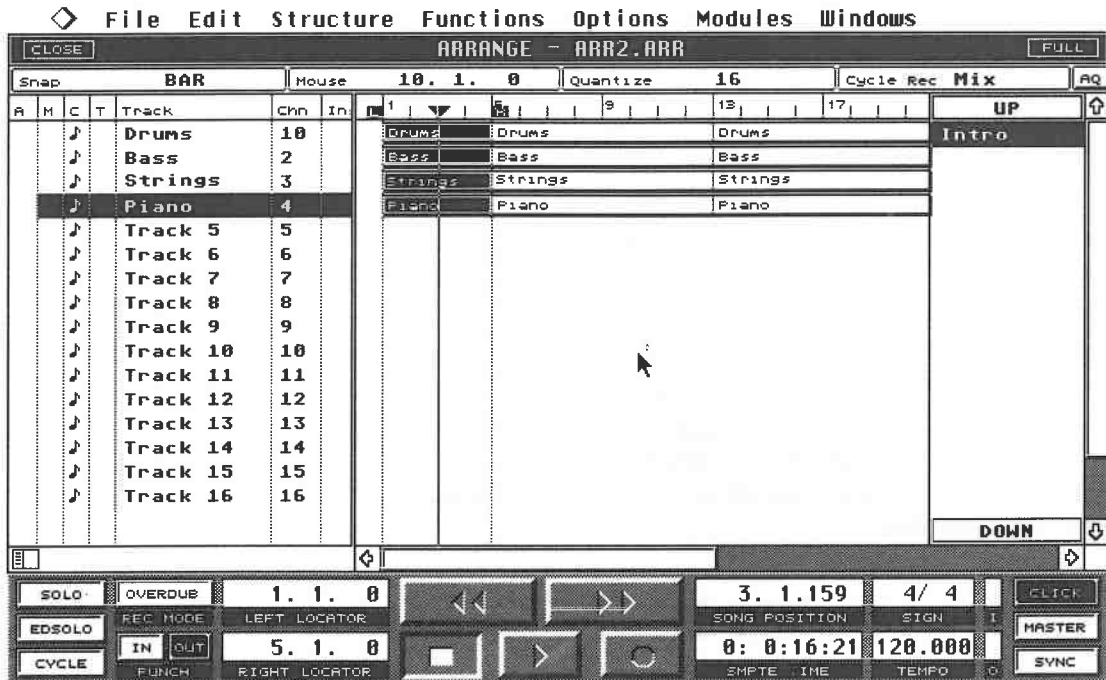 File Edit Structure Functions Options Modules Windows
CLOSE ARRANGE - ARR2.ARR FULL
Snap BAR Mouse 10. 1. 0 Quantize 16 Cycle Rec Mix AQ
A M C T Track Chn In 1 5 9 13 17 UP
Drums 10 Drums Drums Drums Intro
Bass 2 Bass Bass Bass
Strings 3 Strings Strings Strings
Piano 4 Piano Piano Piano
Track 5 5
Track 6 6
Track 7 7
Track 8 8
Track 9 9
Track 10 10
Track 11 11
Track 12 12
Track 13 13
Track 14 14
Track 15 15
Track 16 16
DOWN
SOLO OVERDUB 1. 1. 0 3. 1.159 4/ 4 CLICK
REC MODE LEFT LOCATOR SONG POSITION SIGN
EDSOLO MASTER
IN OUT 5. 1. 0 0: 0:16:21 120.000
CYCLE PUNCH RIGHT LOCATOR SMPTE TIME TEMPO SYNC